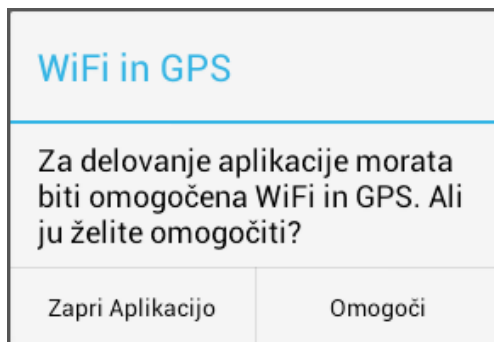 WiFi in GPS
Za delovanje aplikacije morata
biti omogočena WiFi in GPS. Ali
ju želite omogočiti?
Zapri Aplikacijo
Omogoči